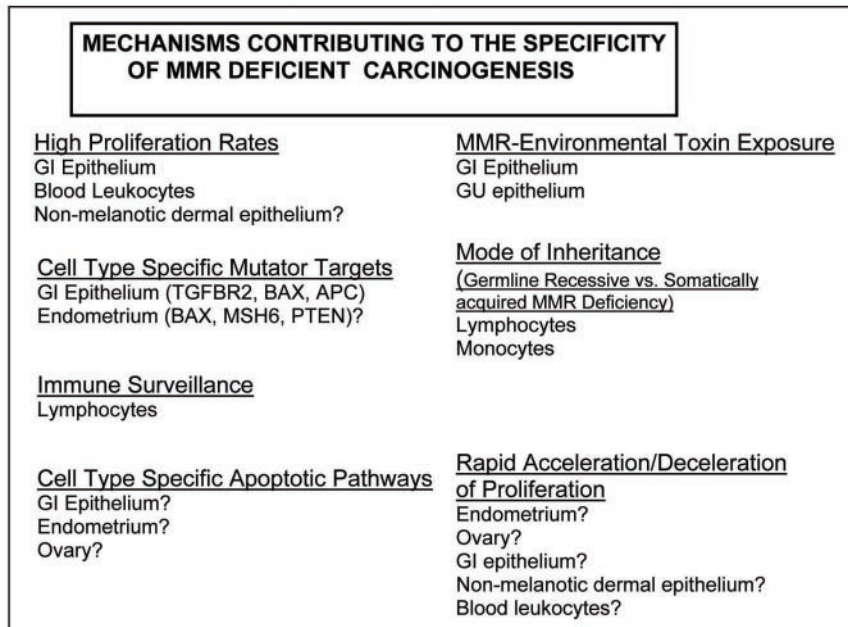 MECHANISMS CONTRIBUTING TO THE SPECIFICITY
OF MMR DEFICIENT CARCINOGENESIS
High Proliferation Rates
GI Epithelium
Blood Leukocytes
Non-melanotic dermal epithelium?
Cell Type Specific Mutator Targets
GI Epithelium (TGFBR2, BAX, APC)
Endometrium (BAX, MSH6, PTEN)?
Immune Surveillance
Lymphocytes
Cell Type Specific Apoptotic Pathways
GI Epithelium?
Endometrium?
Ovary?
MMR-Environmental Toxin Exposure
GI Epithelium
GU epithelium
Mode of Inheritance
(Germline Recessive vs. Somatically
acquired MMR Deficiency)
Lymphocytes
Monocytes
Rapid Acceleration/Deceleration
of Proliferation
Endometrium?
Ovary?
GI epithelium?
Non-melanotic dermal epithelium?
Blood leukocytes?